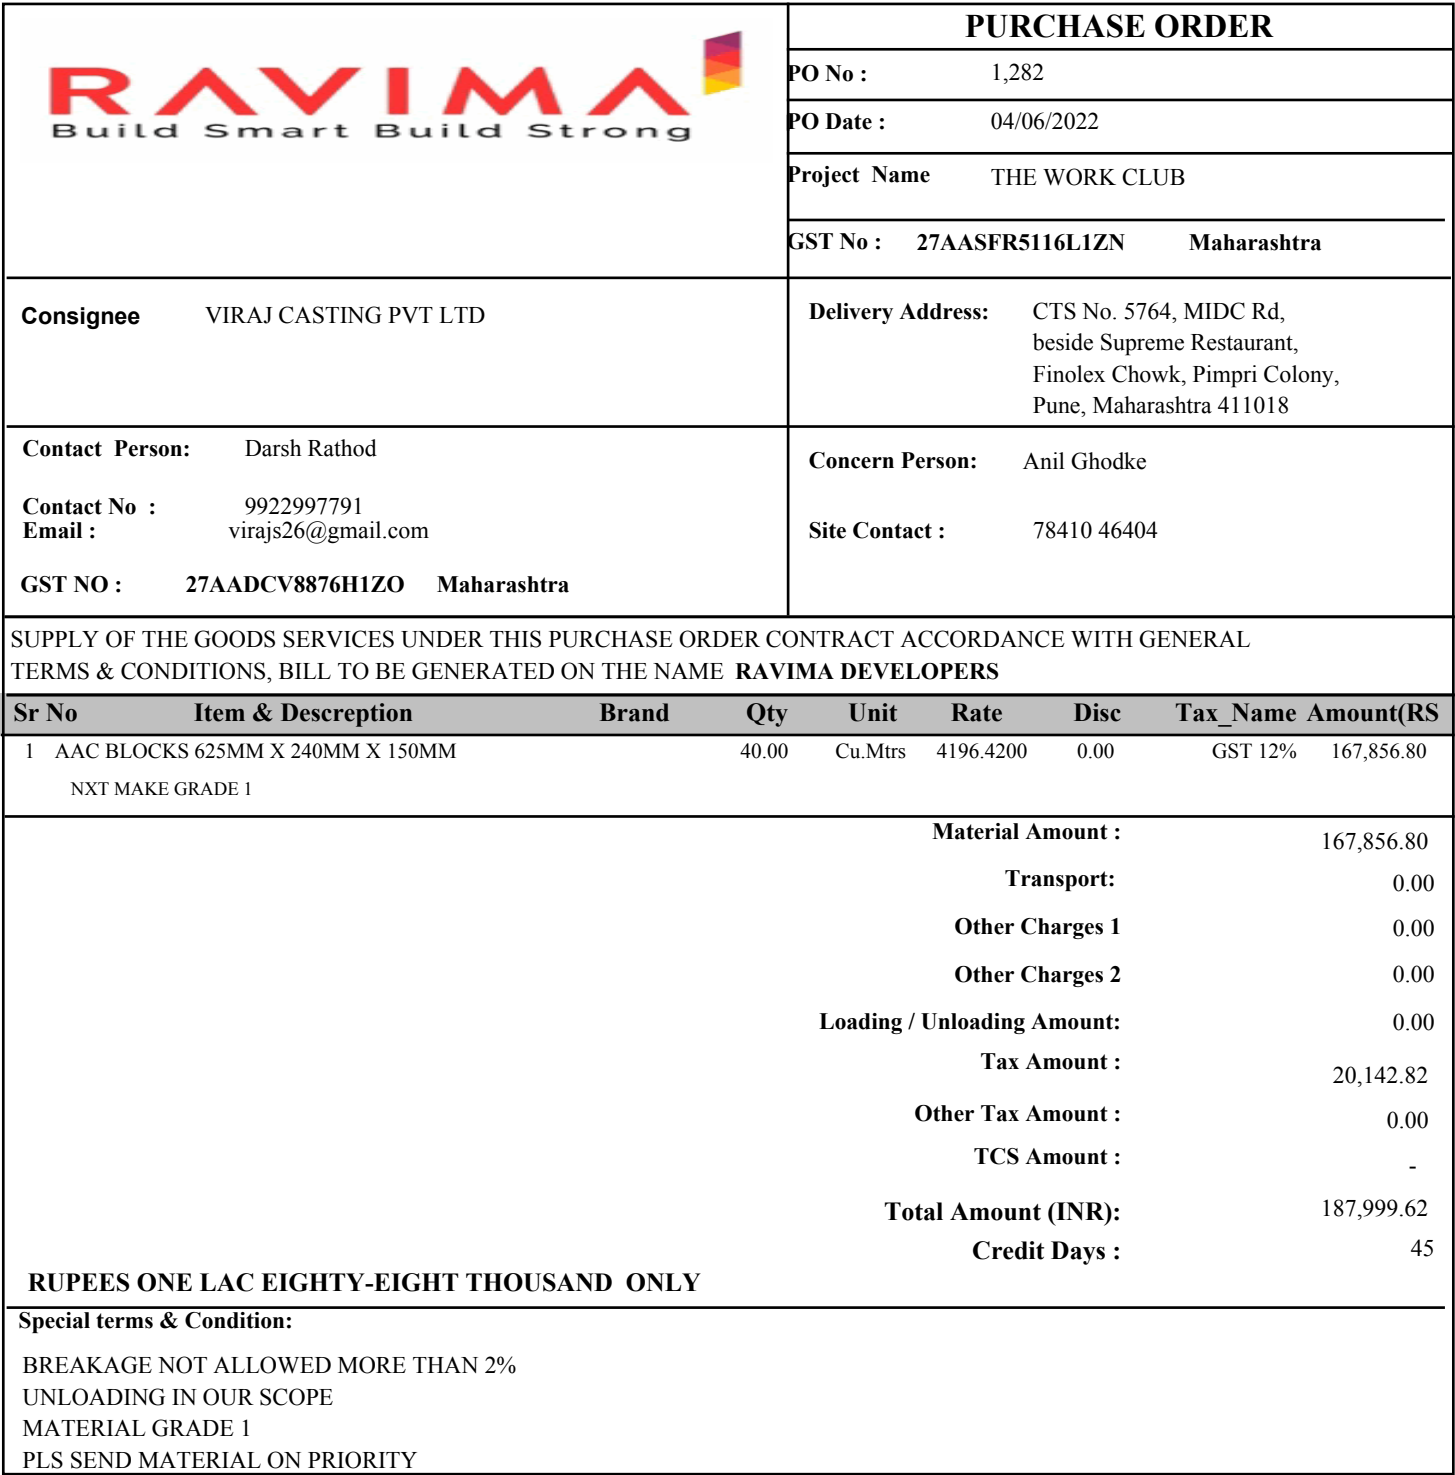 RAVIMA
Build Smart Build Strong
PURCHASE ORDER
PO No : 1,282
PO Date : 04/06/2022
Project Name THE WORK CLUB
GST No : 27AASFR5116L1ZN Maharashtra
Consignee VIRAJ CASTING PVT LTD
Delivery Address: CTS No. 5764, MIDC Rd,
beside Supreme Restaurant,
Finolex Chowk, Pimpri Colony,
Pune, Maharashtra 411018
Contact Person: Darsh Rathod
Contact No : 9922997791
Email : virajs26@gmail.com
GST NO : 27AADCV8876H1ZO Maharashtra
Concern Person: Anil Ghodke
Site Contact : 78410 46404
SUPPLY OF THE GOODS SERVICES UNDER THIS PURCHASE ORDER CONTRACT ACCORDANCE WITH GENERAL
TERMS & CONDITIONS, BILL TO BE GENERATED ON THE NAME RAVIMA DEVELOPERS
Sr No Item & Descreption Brand Qty Unit Rate Disc Tax_Name Amount(RS
1 AAC BLOCKS 625MM X 240MM X 150MM 40.00 Cu.Mtrs 4196.4200 0.00 GST 12% 167,856.80
NXT MAKE GRADE 1
Material Amount : 167,856.80
Transport: 0.00
Other Charges 1 0.00
Other Charges 2 0.00
Loading / Unloading Amount: 0.00
Tax Amount : 20,142.82
Other Tax Amount : 0.00
TCS Amount : -
Total Amount (INR): 187,999.62
Credit Days : 45
RUPEES ONE LAC EIGHTY-EIGHT THOUSAND ONLY
Special terms & Condition:
BREAKAGE NOT ALLOWED MORE THAN 2%
UNLOADING IN OUR SCOPE
MATERIAL GRADE 1
PLS SEND MATERIAL ON PRIORITY